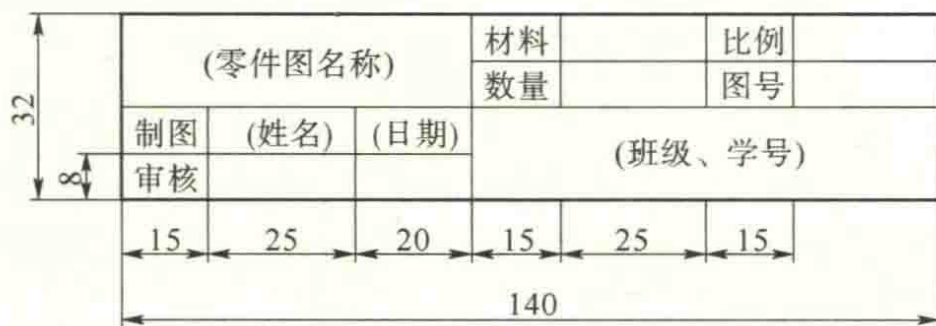 (零件图名称) 材料 比例
数量 图号
32
制图 (姓名) (日期) (班级、学号)
8 审核
15 25 20 15 25 15
140